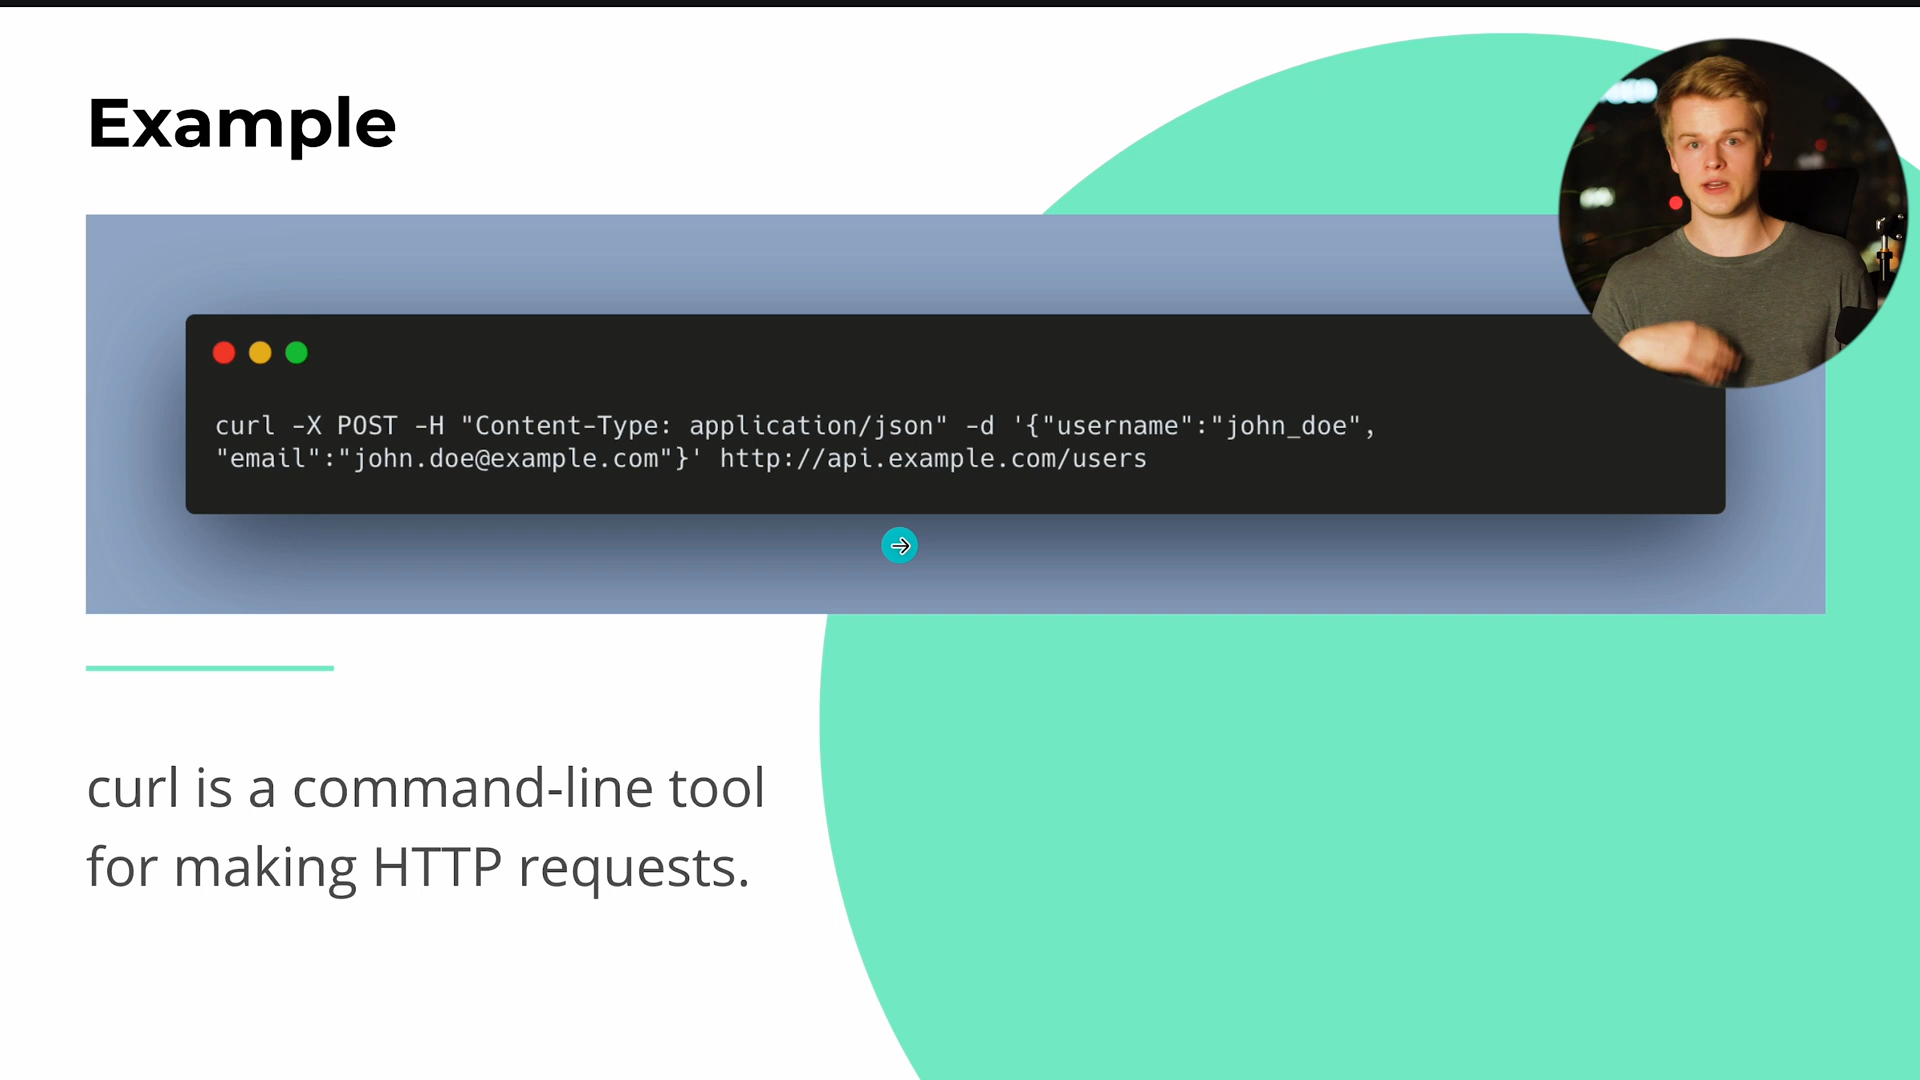 Example
curl -X POST -H "Content-Type: application/json" -d '{"username":"john_doe",
"email":"john.doe@example.com"}' http://api.example.com/users
curl is a command-line tool
for making HTTP requests.